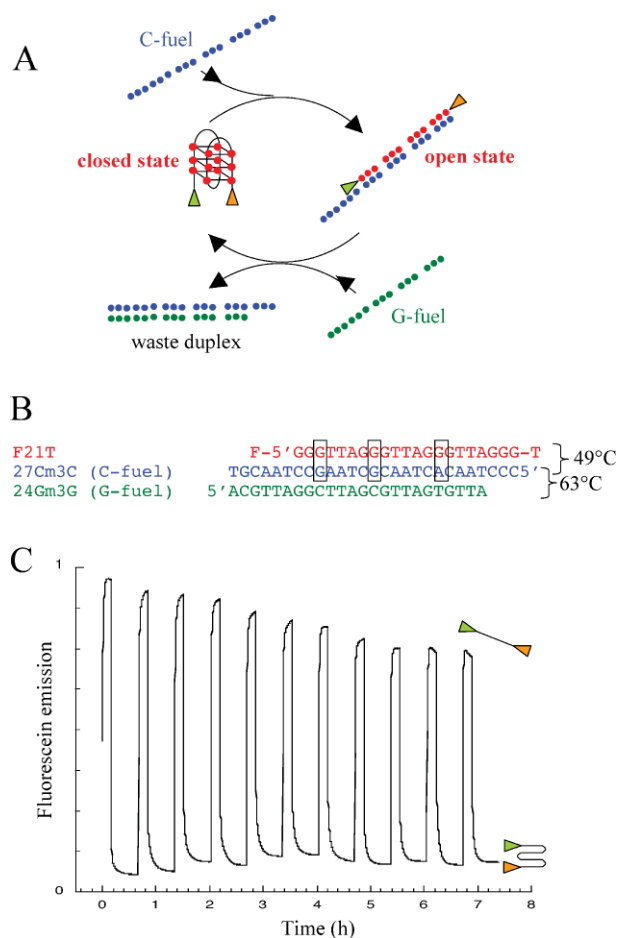 A
C-fuel
closed state
open state
G-fuel
waste duplex
B
F21T F-5'GGGTTAGGGTTAGGGTTAGGG-T
49°C
27Cm3C (C-fuel) TGCAATCCGAATCGCAATCACAATCCC5'
63°C
24Gm3G (G-fuel) 5'ACGTTAGGCTTAGCGTTAGTGTTA
C
1
Fluorescein emission
0
0 1 2 3 4 5 6 7 8
Time (h)